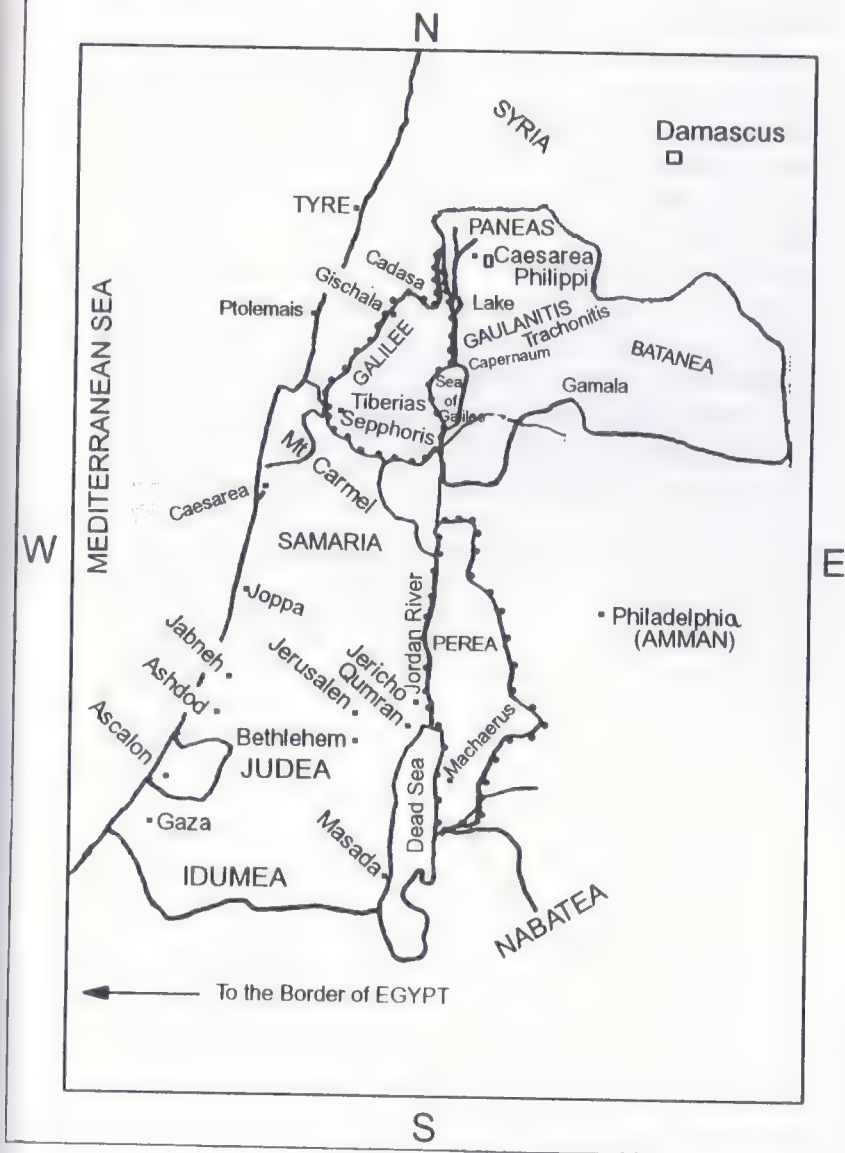 N
SYRIA
Damascus
TYRE
PANEAS
Caesarea
Philippi
Cadasa
Gischala
Lake
Ptolemais
GALILEE
GAULANITIS
Trachonitis
BATANEA
Capernaum
Gamala
Sea
of
Galilee
Tiberias
Sepphoris
MEDITERRANEAN SEA
Mt
Carmel
Caesarea
SAMARIA
W
E
Joppa
Jordan River
PEREA
Philadelphia
(AMMAN)
Jabneh
Ashdod
Jericho
Qumran
Jerusalen
Ascalon
Bethlehem
JUDEA
Machaerus
Dead Sea
Gaza
Masada
IDUMEA
NABATEA
To the Border of EGYPT
S